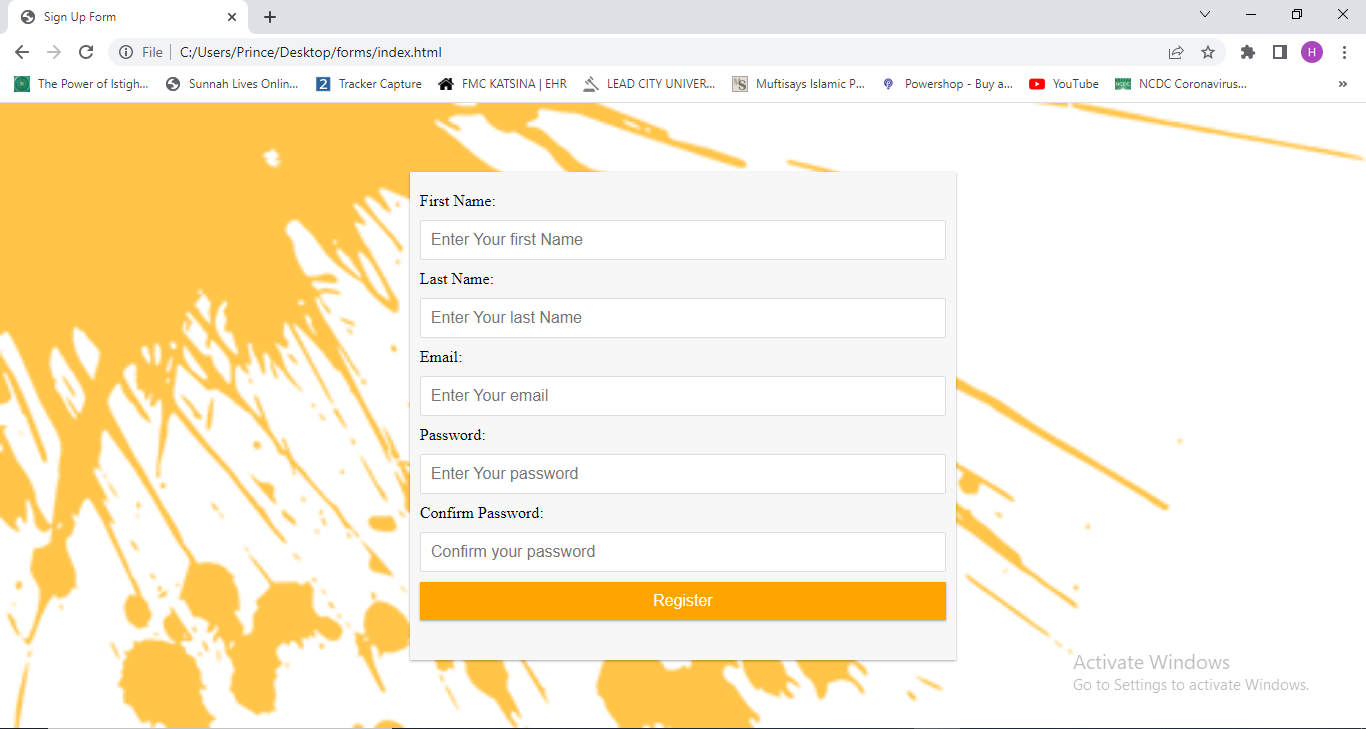 Sign Up Form
File
C:/Users/Prince/Desktop/forms/index.html
H
The Power of Istigh...
Sunnah Lives Onlin...
2
Tracker Capture
FMC KATSINA | EHR
LEAD CITY UNIVER...
S
Muftisays Islamic P...
Powershop - Buy a...
YouTube
NCDC
NCDC Coronavirus...
First Name:
Enter Your first Name
Last Name:
Enter Your last Name
Email:
Enter Your email
Password:
Enter Your password
Confirm Password:
Confirm your password
Register
Activate Windows
Go to Settings to activate Windows.